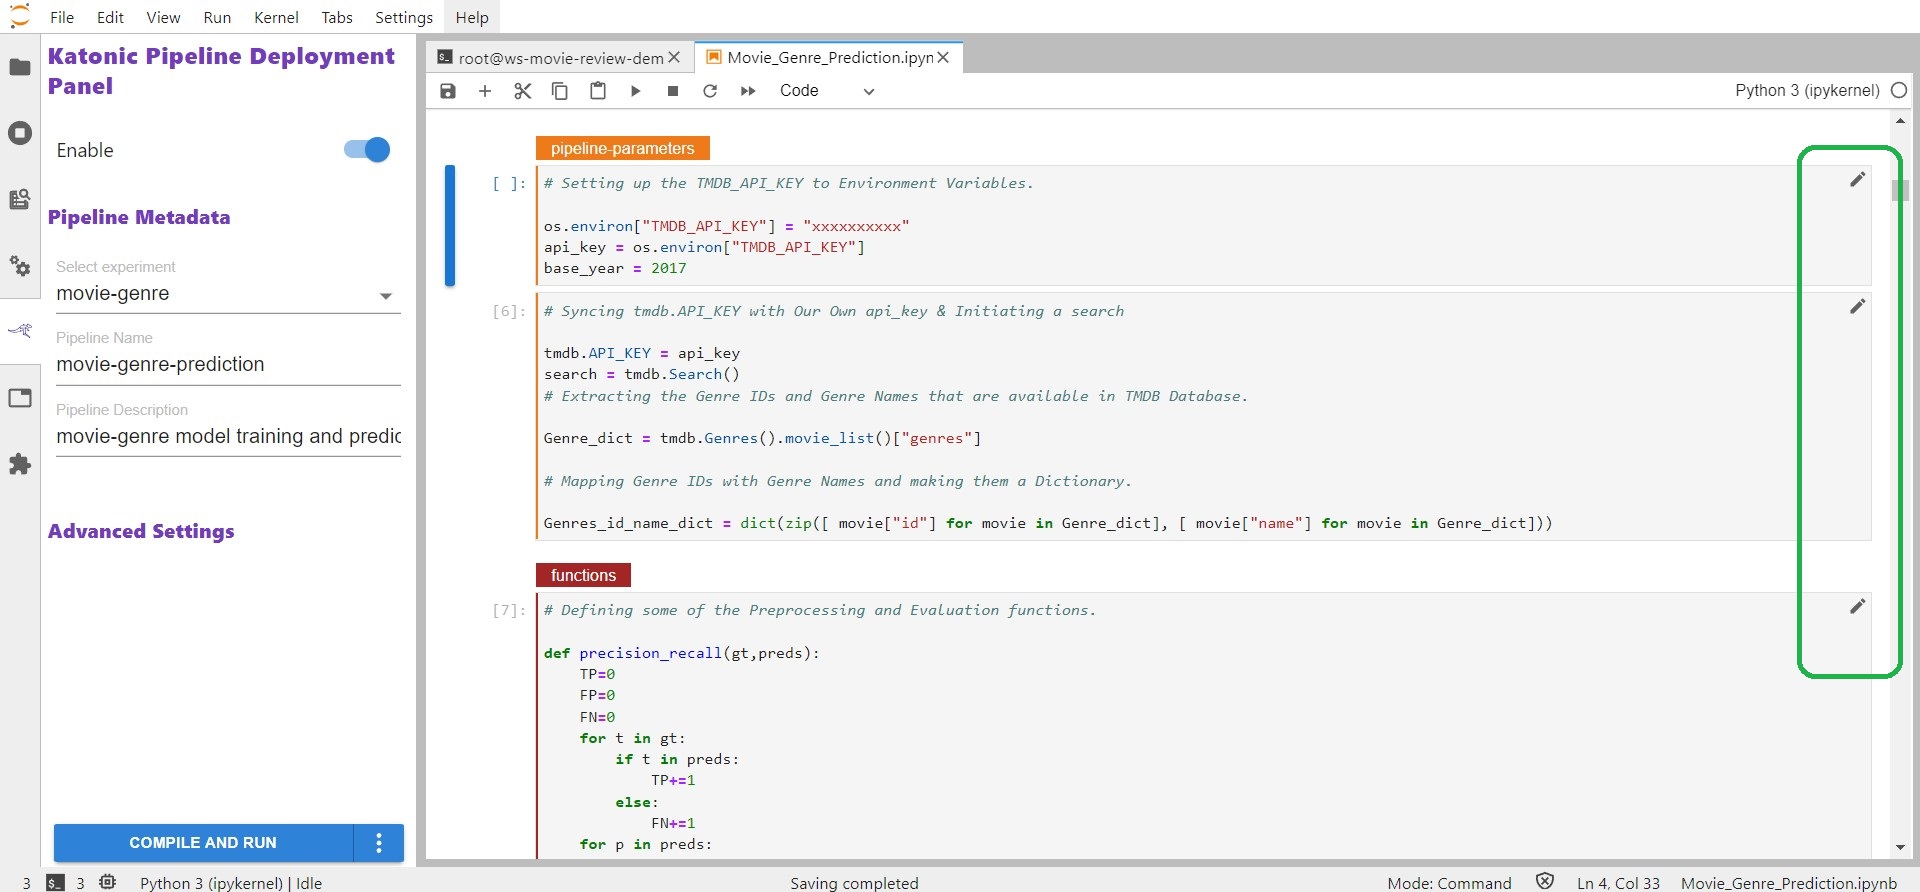 File Edit View Run Kernel Tabs Settings Help
Katonic Pipeline Deployment
Panel
Enable
Pipeline Metadata
Select experiment
movie-genre
Pipeline Name
movie-genre-prediction
Pipeline Description
movie-genre model training and predic
Advanced Settings
COMPILE AND RUN
root@ws-movie-review-dem
Movie_Genre_Prediction.ipyn
Code
Python 3 (ipykernel)
pipeline-parameters
[ ]: # Setting up the TMDB_API_KEY to Environment Variables.
os.environ["TMDB_API_KEY"] = "xxxxxxxxxx"
api_key = os.environ["TMDB_API_KEY"]
base_year = 2017
[6]: # Syncing tmdb.API_KEY with Our Own api_key & Initiating a search
tmdb.API_KEY = api_key
search = tmdb.Search()
# Extracting the Genre IDs and Genre Names that are available in TMDB Database.
Genre_dict = tmdb.Genres().movie_list()["genres"]
# Mapping Genre IDs with Genre Names and making them a Dictionary.
Genres_id_name_dict = dict(zip([ movie["id"] for movie in Genre_dict], [ movie["name"] for movie in Genre_dict]))
functions
[7]: # Defining some of the Preprocessing and Evaluation functions.
def precision_recall(gt,preds):
    TP=0
    FP=0
    FN=0
    for t in gt:
        if t in preds:
            TP+=1
        else:
            FN+=1
    for p in preds:
3 $_ 3 Python 3 (ipykernel) | Idle Saving completed Mode: Command Ln 4, Col 33 Movie_Genre_Prediction.ipynb